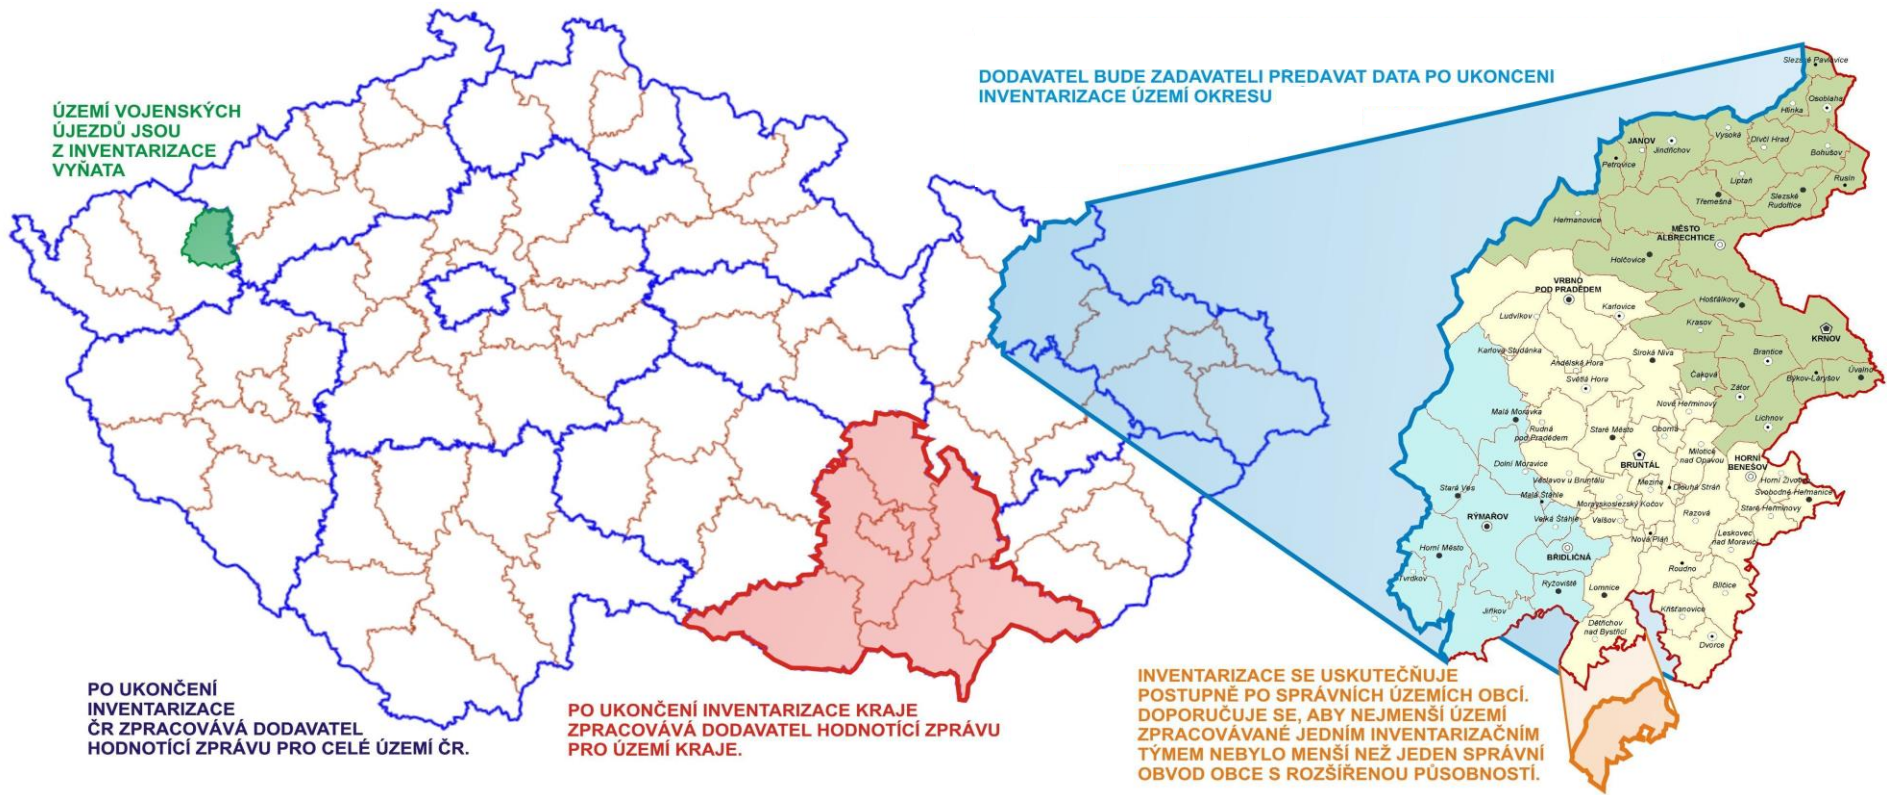 ÚZEMÍ VOJENSKÝCH
ÚJEZDŮ JSOU
Z INVENTARIZACE
VYŇATA
DODAVATEL BUDE ZADAVATELI PREDAVAT DATA PO UKONCENI
INVENTARIZACE ÚZEMÍ OKRESU
PO UKONČENÍ
INVENTARIZACE
ČR ZPRACOVÁVÁ DODAVATEL
HODNOTÍCÍ ZPRÁVU PRO CELÉ ÚZEMÍ ČR.
PO UKONČENÍ INVENTARIZACE KRAJE
ZPRACOVÁVÁ DODAVATEL HODNOTÍCÍ ZPRÁVU
PRO ÚZEMÍ KRAJE.
INVENTARIZACE SE USKUTEČŇUJE
POSTUPNĚ PO SPRÁVNÍCH ÚZEMÍCH OBCÍ.
DOPORUČUJE SE, ABY NEJMENŠÍ ÚZEMÍ
ZPRACOVÁVANÉ JEDNÍM INVENTARIZAČNÍM
TÝMEM NEBYLO MENŠÍ NEŽ JEDEN SPRÁVNÍ
OBVOD OBCE S ROZŠÍŘENOU PŮSOBNOSTÍ.
Slezské Pavlovice
Osoblaha
Hlinka
Vysoká
Dívčí Hrad
JANOV
Jindřichov
Bohušov
Petrovice
Liptaň
Rusín
Třemešná
Slezské
Rudoltice
Heřmanovice
MĚSTO
ALBRECHTICE
Holčovice
VRBNO
POD PRADĚDEM
Hošťálkovy
Karlovice
Ludvíkov
Krasov
KRNOV
Karlova Studánka
Široká Niva
Brantice
Andělská Hora
Světlá Hora
Čaková
Zátor
Býkov-Láryšov
Úvalno
Nové Heřminovy
Malá Morávka
Lichnov
Rudná
pod Pradědem
Staré Město
Oborná
Milotice
nad Opavou
Dolní Moravice
BRUNTÁL
HORNÍ
BENEŠOV
Václavov u Bruntálu
Mezina
Dlouhá Stráň
Horní Životice
Stará Ves
Malá Štáhle
Svobodné Heřmanice
Moravskoslezský Kočov
Staré Heřminovy
RÝMAŘOV
Velká Štáhle
Valšov
Razová
Nová Pláň
Leskovec
nad Moravicí
Horní Město
BŘIDLIČNÁ
Roudno
Tvrdkov
Ryžoviště
Lomnice
Bílčice
Jiříkov
Křišťanovice
Dětřichov
nad Bystřicí
Dvorce